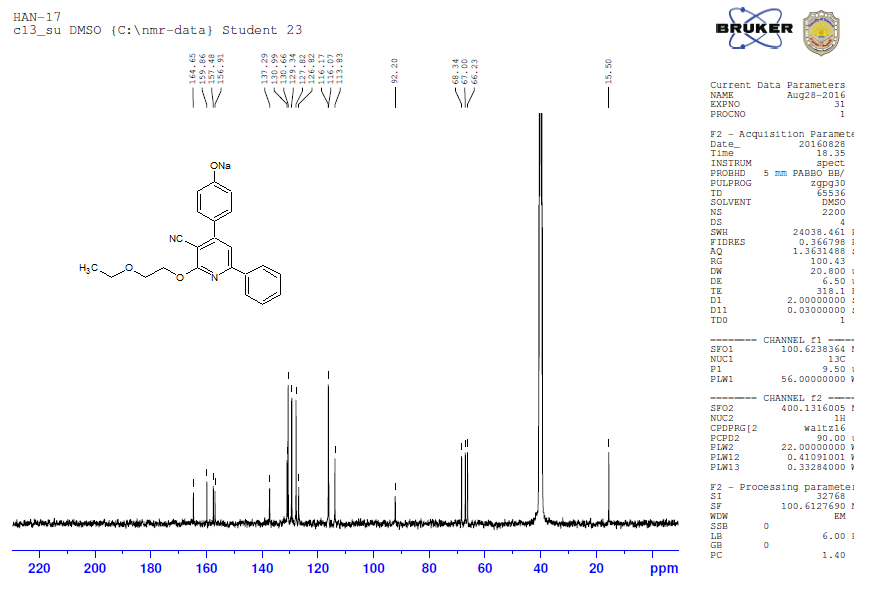 HAN-17
c13_su DMSO {C:\nmr-data} Student 23
164.65
159.86
157.48
156.91
137.29
130.99
130.66
129.34
127.82
126.82
116.17
116.07
113.83
92.20
68.34
67.00
66.23
15.50
BRUKER
Current Data Parameters
NAME Aug28-2016
EXPNO 31
PROCNO 1
F2 - Acquisition Paramete
Date_ 20160828
Time 18.35
INSTRUM spect
PROBHD 5 mm PABBO BB/
PULPROG zgpg30
TD 65536
SOLVENT DMSO
NS 2200
DS 4
SWH 24038.461
FIDRES 0.366798
AQ 1.3631488
RG 100.43
DW 20.800
DE 6.50
TE 318.1
D1 2.00000000
D11 0.03000000
TD0 1
======== CHANNEL f1 =====
SFO1 100.6238364
NUC1 13C
P1 9.50
PLW1 56.00000000
======== CHANNEL f2 =====
SFO2 400.1316005
NUC2 1H
CPDPRG[2 waltz16
PCPD2 90.00
PLW2 22.00000000
PLW12 0.41091001
PLW13 0.33284000
F2 - Processing parameter
SI 32768
SF 100.6127690
WDW EM
SSB 0
LB 6.00
GB 0
PC 1.40
ONa
NC
H3C
O
O
N
220 200 180 160 140 120 100 80 60 40 20 ppm